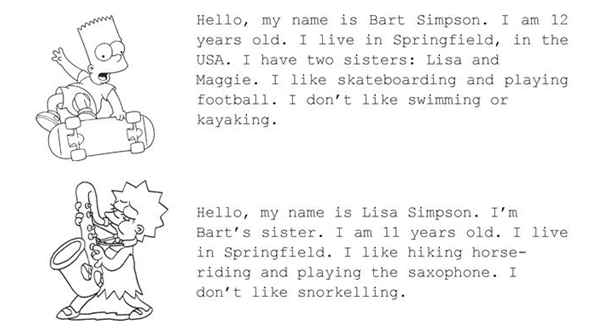 Hello, my name is Bart Simpson. I am 12
years old. I live in Springfield, in the
USA. I have two sisters: Lisa and
Maggie. I like skateboarding and playing
football. I don’t like swimming or
kayaking.
Hello, my name is Lisa Simpson. I’m
Bart’s sister. I am 11 years old. I live
in Springfield. I like hiking horse-
riding and playing the saxophone. I
don’t like snorkelling.